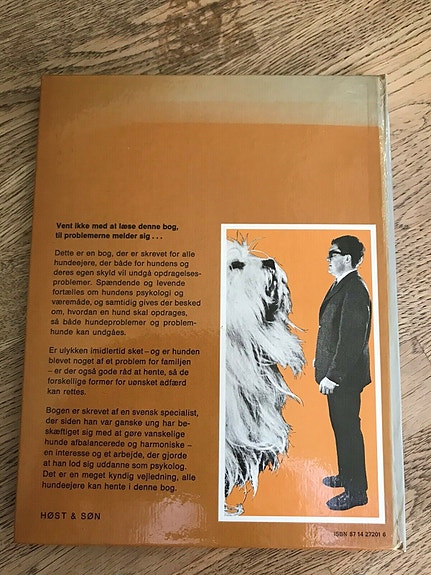 Vent ikke med at læse denne bog,
til problemerne melder sig . . .
Dette er en bog, der er skrevet for alle
hundeejere, der både for hundens og
deres egen skyld vil undgå opdragelses-
problemer. Spændende og levende
fortælles om hundens psykologi og
væremåde, og samtidig gives der besked
om, hvordan en hund skal opdrages,
så både hundeproblemer og problem-
hunde kan undgåes.
Er ulykken imidlertid sket – og er hunden
blevet noget af et problem for familjen
– er der også gode råd at hente, så de
forskellige former for uønsket adfærd
kan rettes.
Bogen er skrevet af en svensk specialist,
der siden han var ganske ung har be-
skæftiget sig med at gøre vanskelige
hunde afbalancerede og harmoniske –
en interesse og et arbejde, der gjorde
at han lod sig uddanne som psykolog.
Det er en meget kyndig vejledning, alle
hundeejere kan hente i denne bog.
HØST & SØN
ISBN 87 14 27201 6